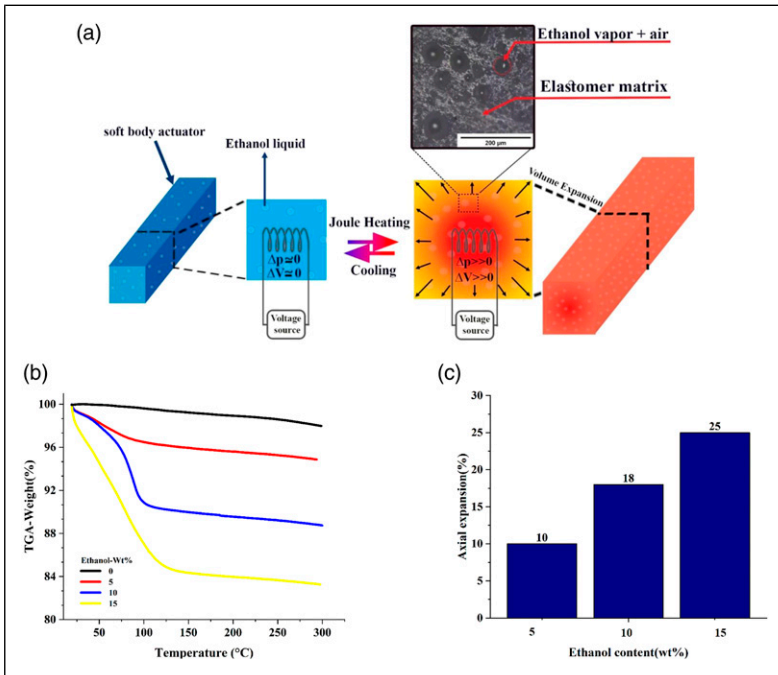 (a)
Ethanol vapor + air
Elastomer matrix
200 μm
soft body actuator
Ethanol liquid
Volume Expansion
Joule Heating
Cooling
Δp≃0
ΔV≃0
Δp>>0
ΔV>>0
Voltage
source
Voltage
source
(b)
100
96
92
88
84
80
TGA-Weight(%)
Ethanol-Wt%
0
5
10
15
50
100
150
200
250
300
Temperature (°C)
(c)
30
25
20
15
10
5
0
Axial expansion(%)
10
18
25
5
10
15
Ethanol content(wt%)